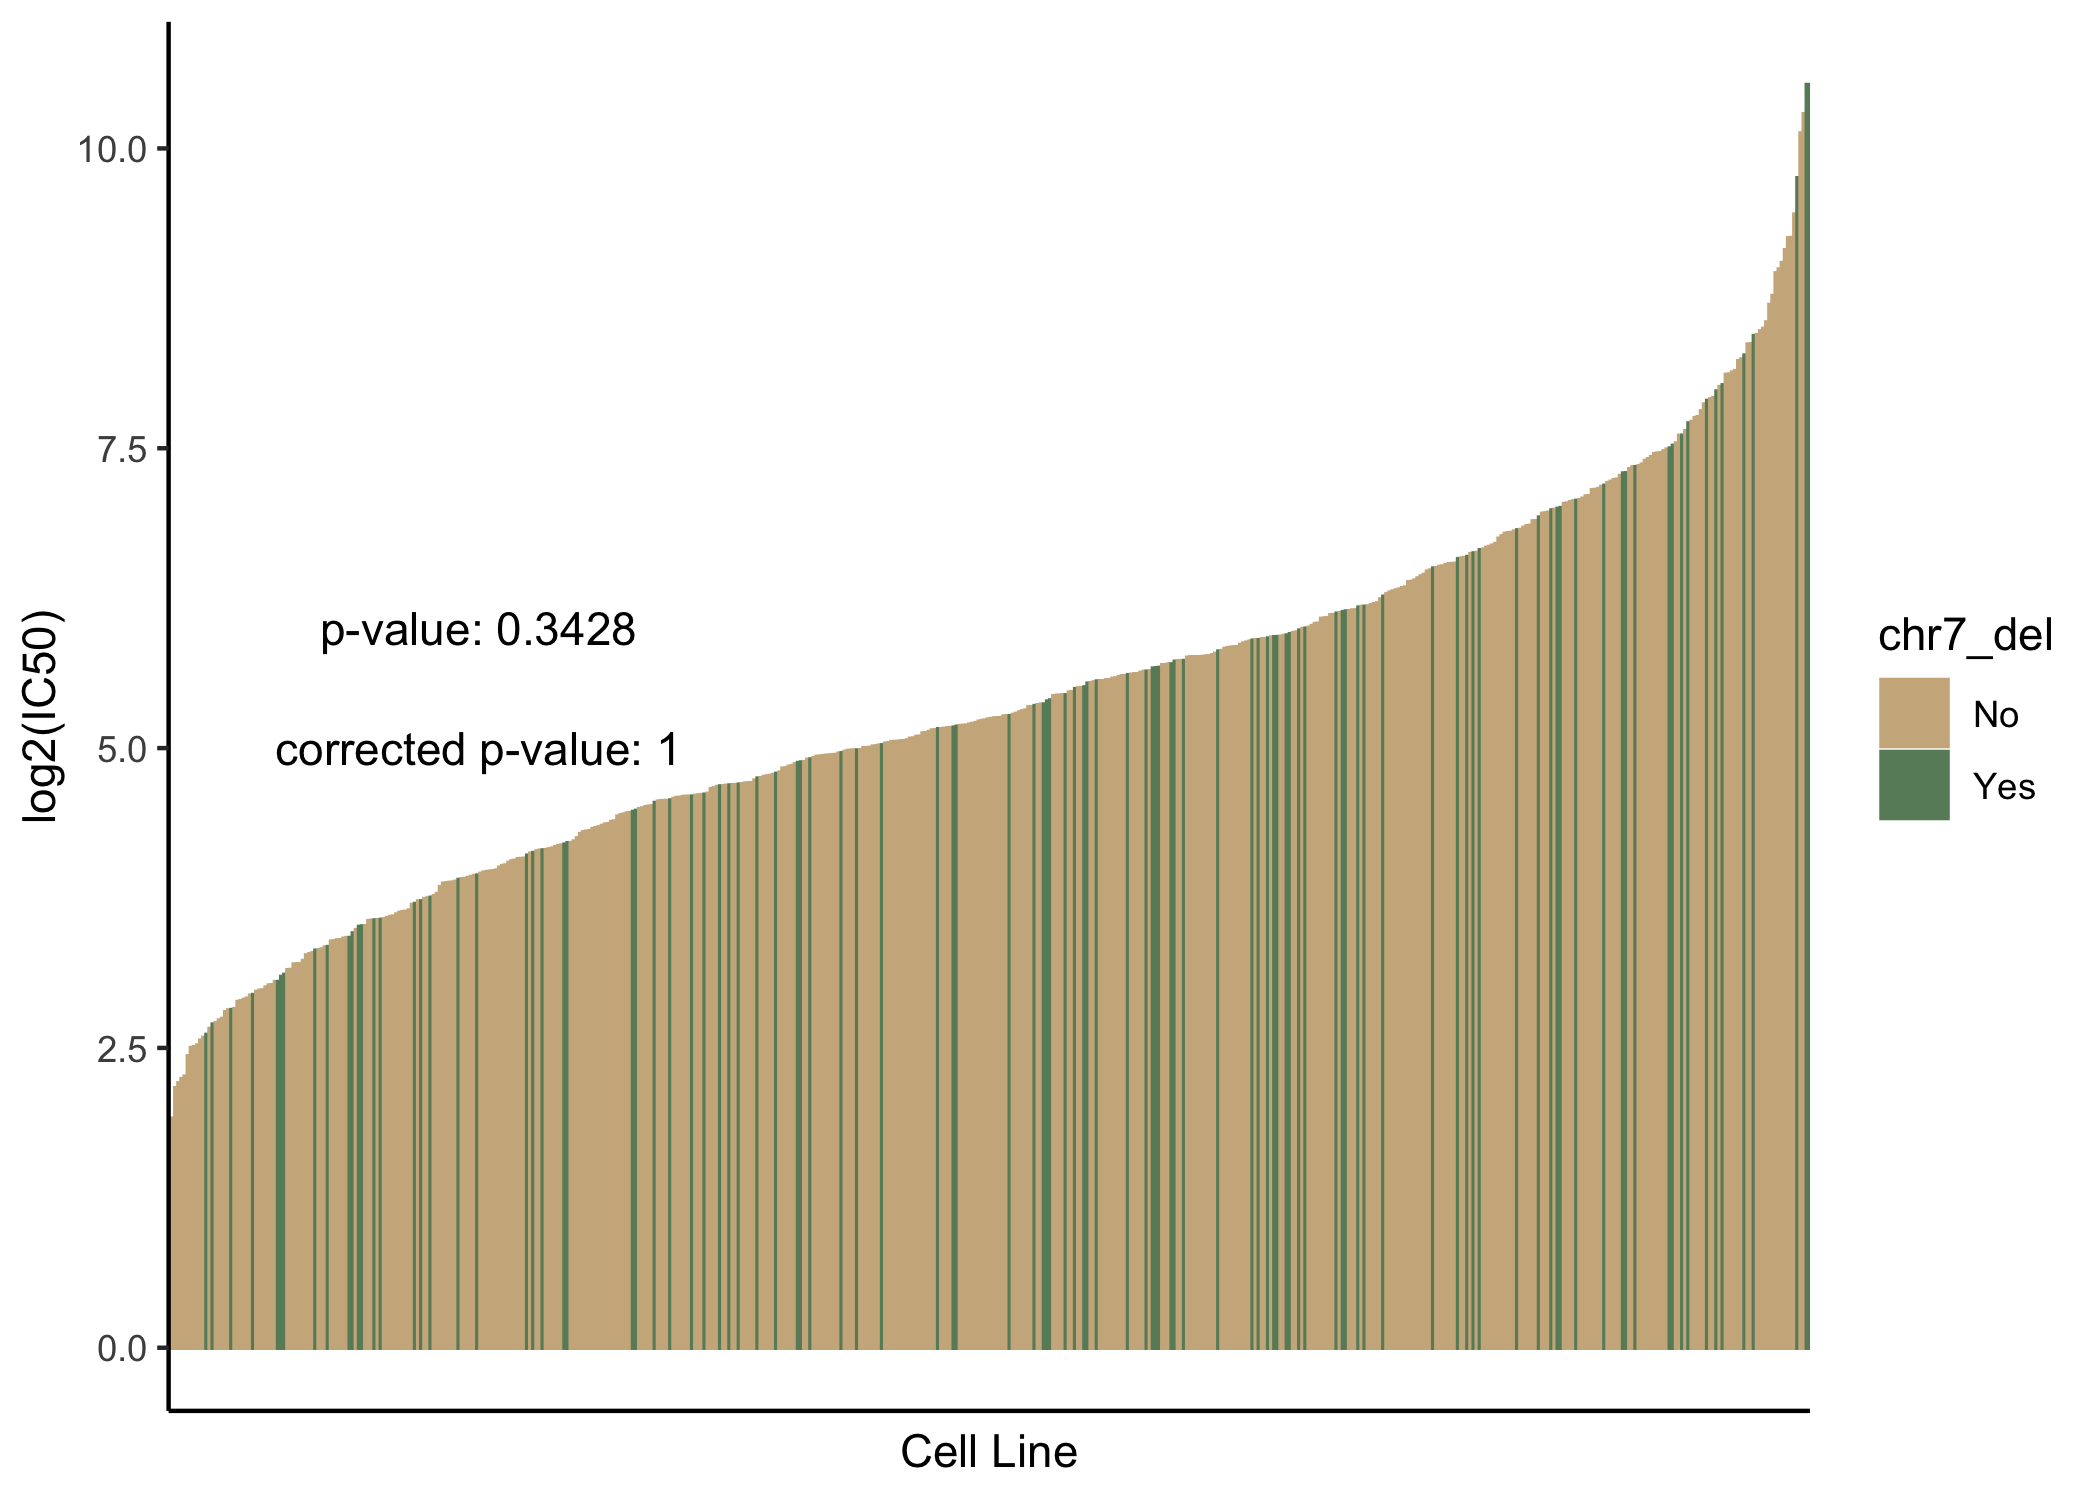 10.0
7.5
5.0
2.5
0.0
log2(IC50)
p-value: 0.3428
corrected p-value: 1
Cell Line
chr7_del
No
Yes